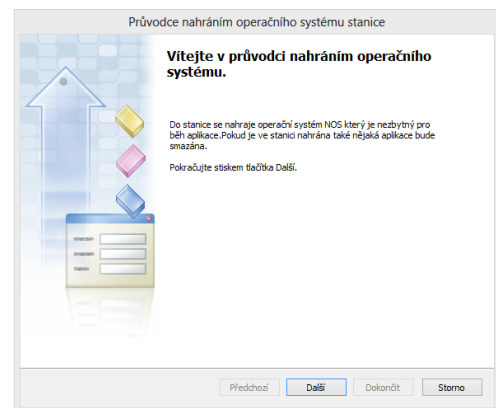 Průvodce nahráním operačního systému stanice
Vítejte v průvodci nahráním operačního
systému.
Do stanice se nahraje operační systém NOS který je nezbytný pro
běh aplikace.Pokud je ve stanici nahrána také nějaká aplikace bude
smazána.
Pokračujte stiskem tlačítka Další.
Předchozí Další Dokončit Storno